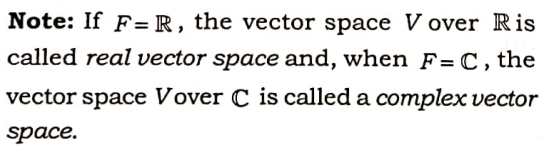 Note: If F = ℝ, the vector space V over ℝ is
called real vector space and, when F = ℂ, the
vector space V over ℂ is called a complex vector
space.